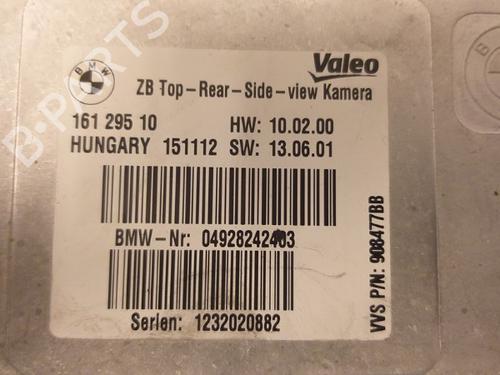 BMW
Valeo
ZB Top-Rear-Side-view Kamera
161 295 10 HW: 10.02.00
HUNGARY 151112 SW: 13.06.01
BMW-Nr: 04928242403
Serien: 1232020882
VVS P/N: 908477BB
B-PARTS